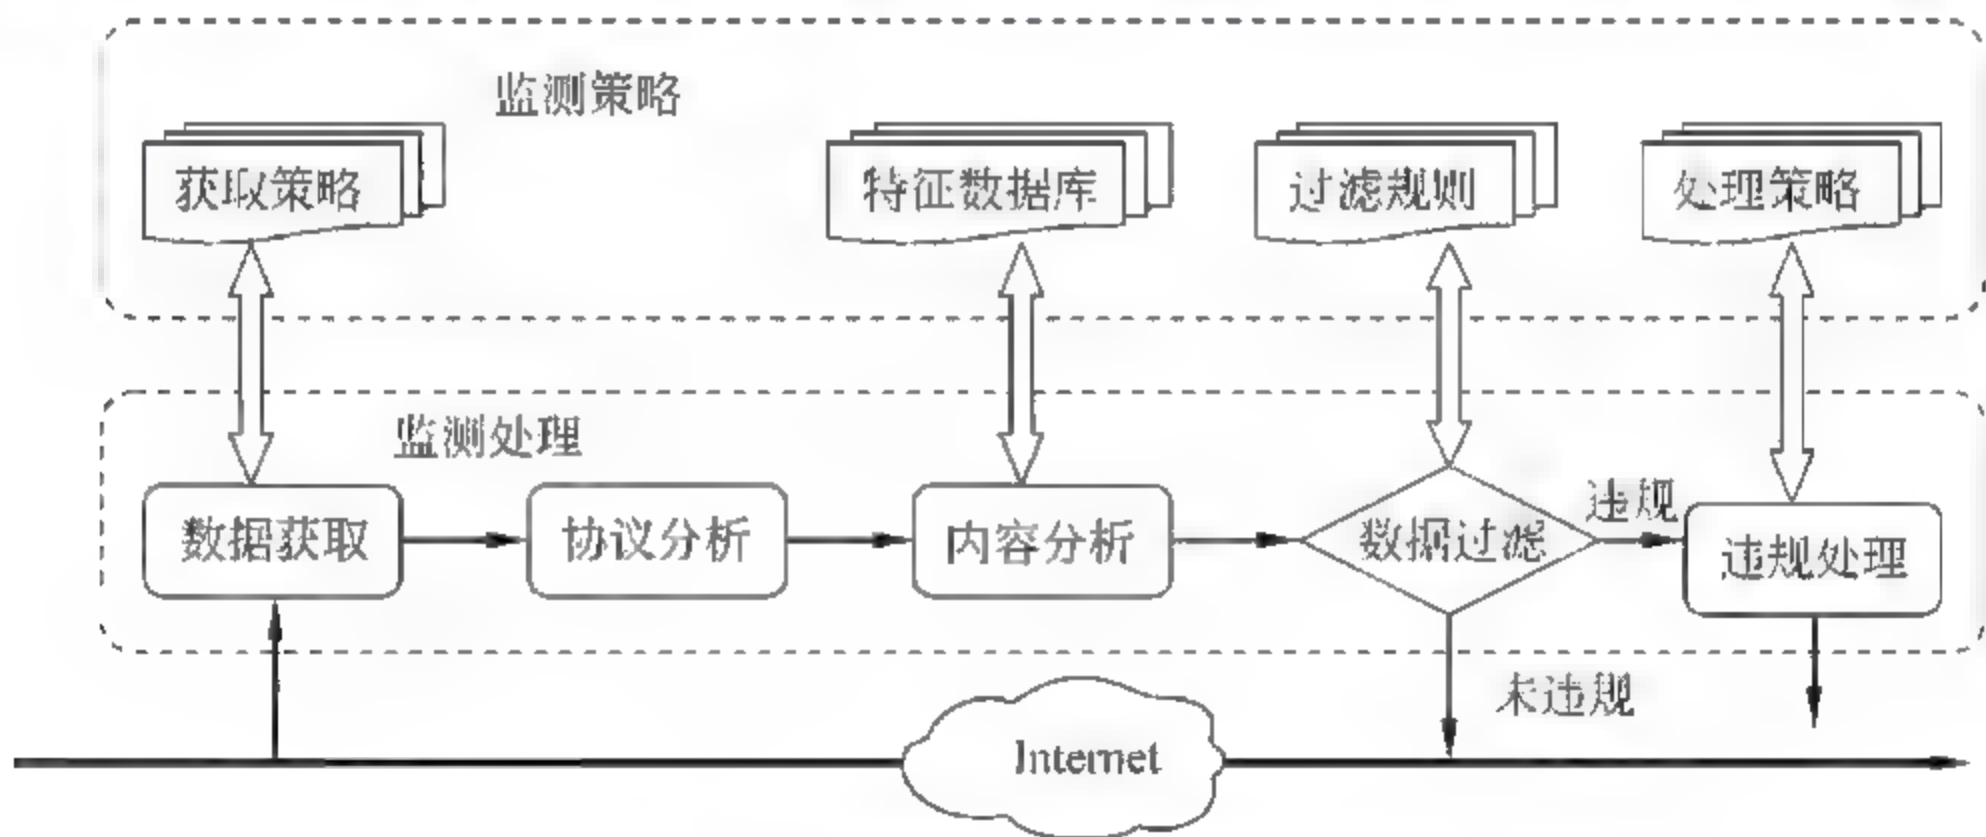 监测策略
获取策略
特征数据库
过滤规则
处理策略
监测处理
数据获取
协议分析
内容分析
数据过滤
违规
违规处理
未违规
Internet